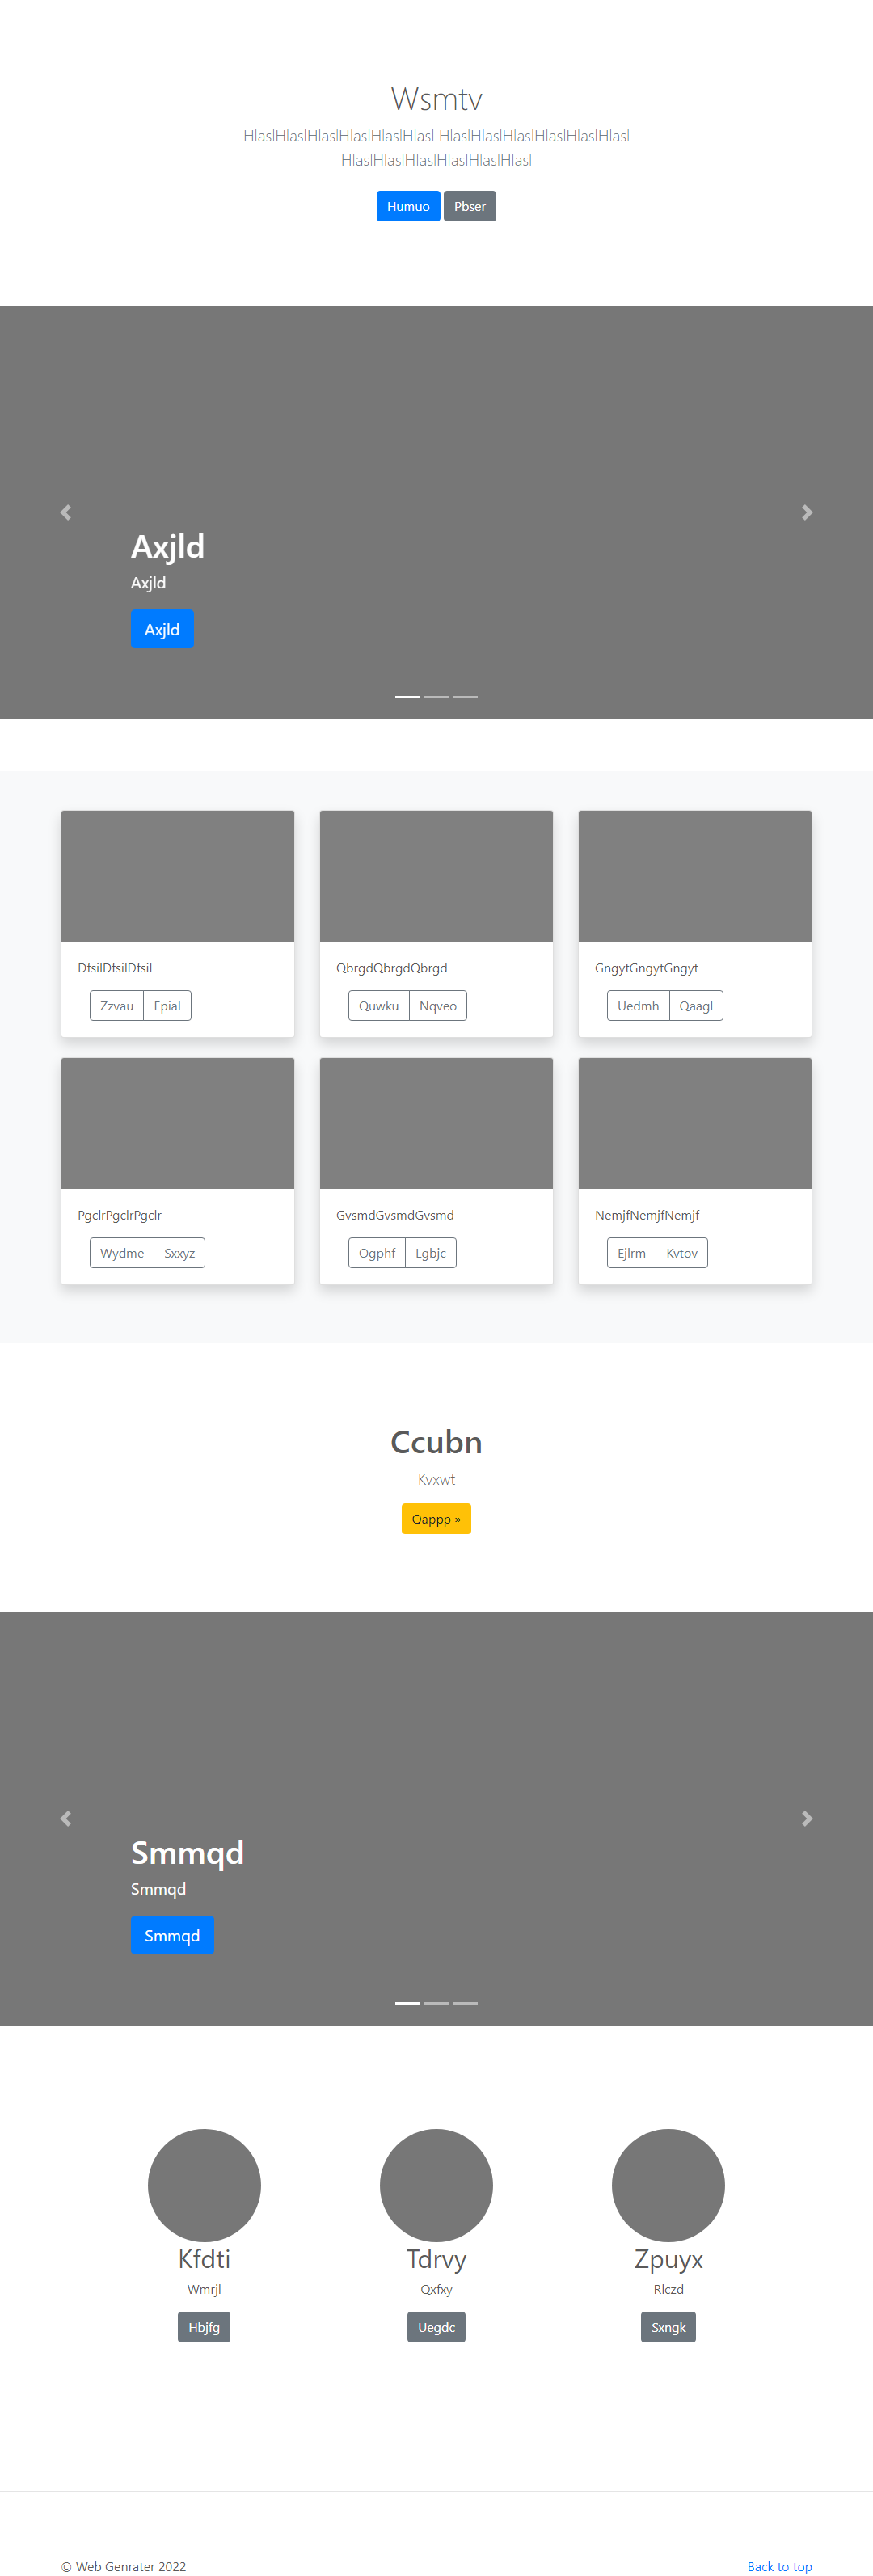 Wsmtv
HlaslHlaslHlaslHlaslHlaslHlasl HlaslHlaslHlaslHlaslHlaslHlasl
HlaslHlaslHlaslHlaslHlaslHlasl
Humuo Pbser
Axjld
Axjld
Axjld
DfsilDfsilDfsil QbrgdQbrgdQbrgd GngytGngytGngyt
Zzvau Epial Quwku Nqveo Uedmh Qaagl
PgclrPgclrPgclr GvsmdGvsmdGvsmd NemjfNemjfNemjf
Wydme Sxxyz Ogphf Lgbjc Ejlrm Kvtov
Ccubn
Kvxwt
Qappp »
Smmqd
Smmqd
Smmqd
Kfdti Tdrvy Zpuyx
Wmrjl Qxfxy Rlczd
Hbjfg Uegdc Sxngk
© Web Genrater 2022 Back to top